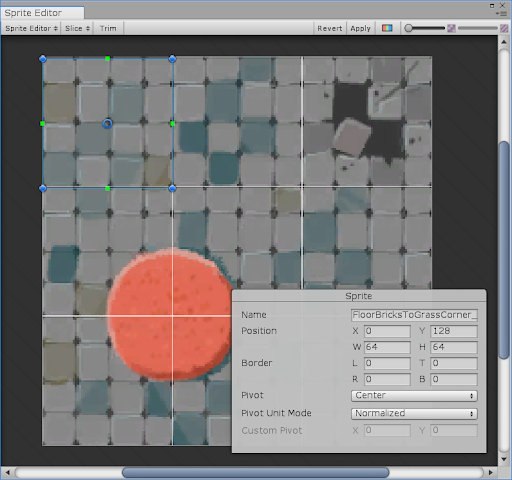 Sprite Editor
Sprite Editor Slice Trim Revert Apply
Sprite
Name FloorBricksToGrassCorner_
Position X 0 Y 128
W 64 H 64
Border L 0 T 0
R 0 B 0
Pivot Center
Pivot Unit Mode Normalized
Custom Pivot X 0 Y 0